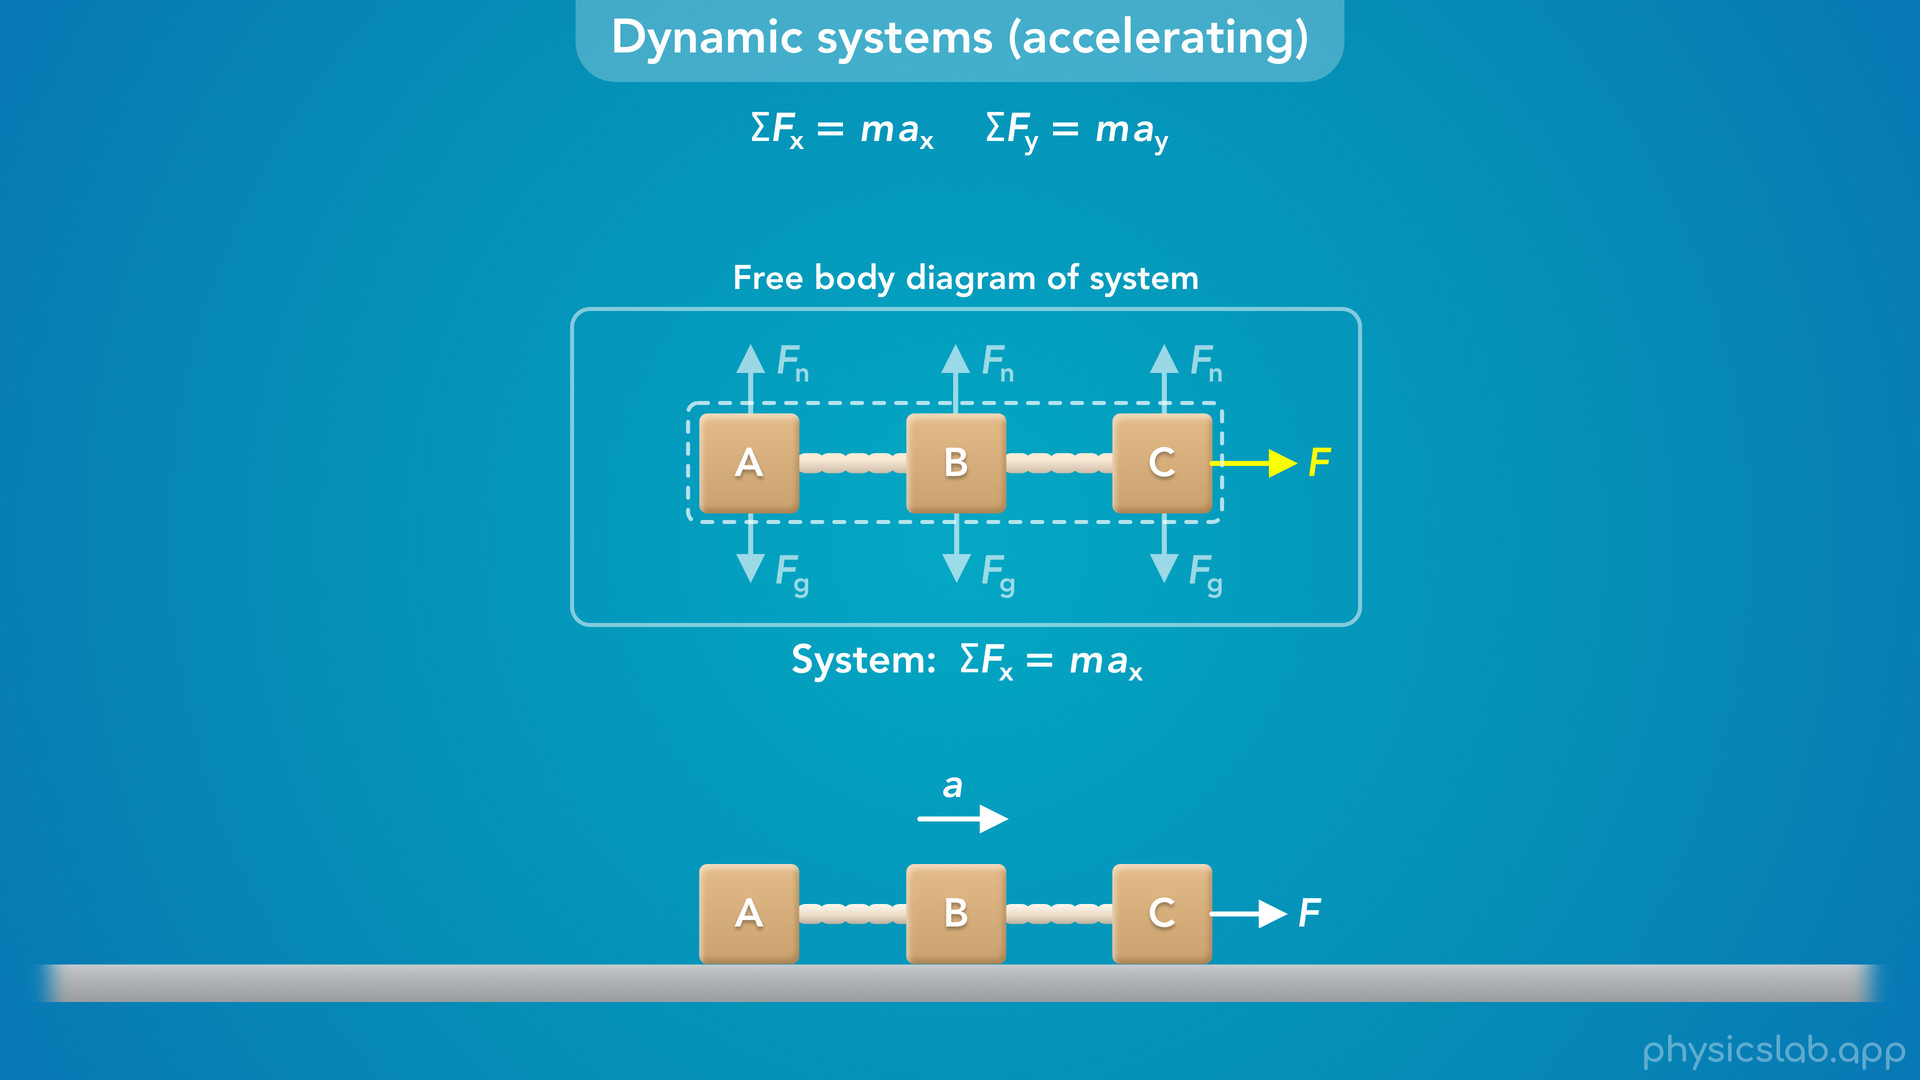 Dynamic systems (accelerating)
ΣFx = max ΣFy = may
Free body diagram of system
Fn Fn Fn
A B C F
Fg Fg Fg
System: ΣFx = max
a
A B C F
physicslab.app